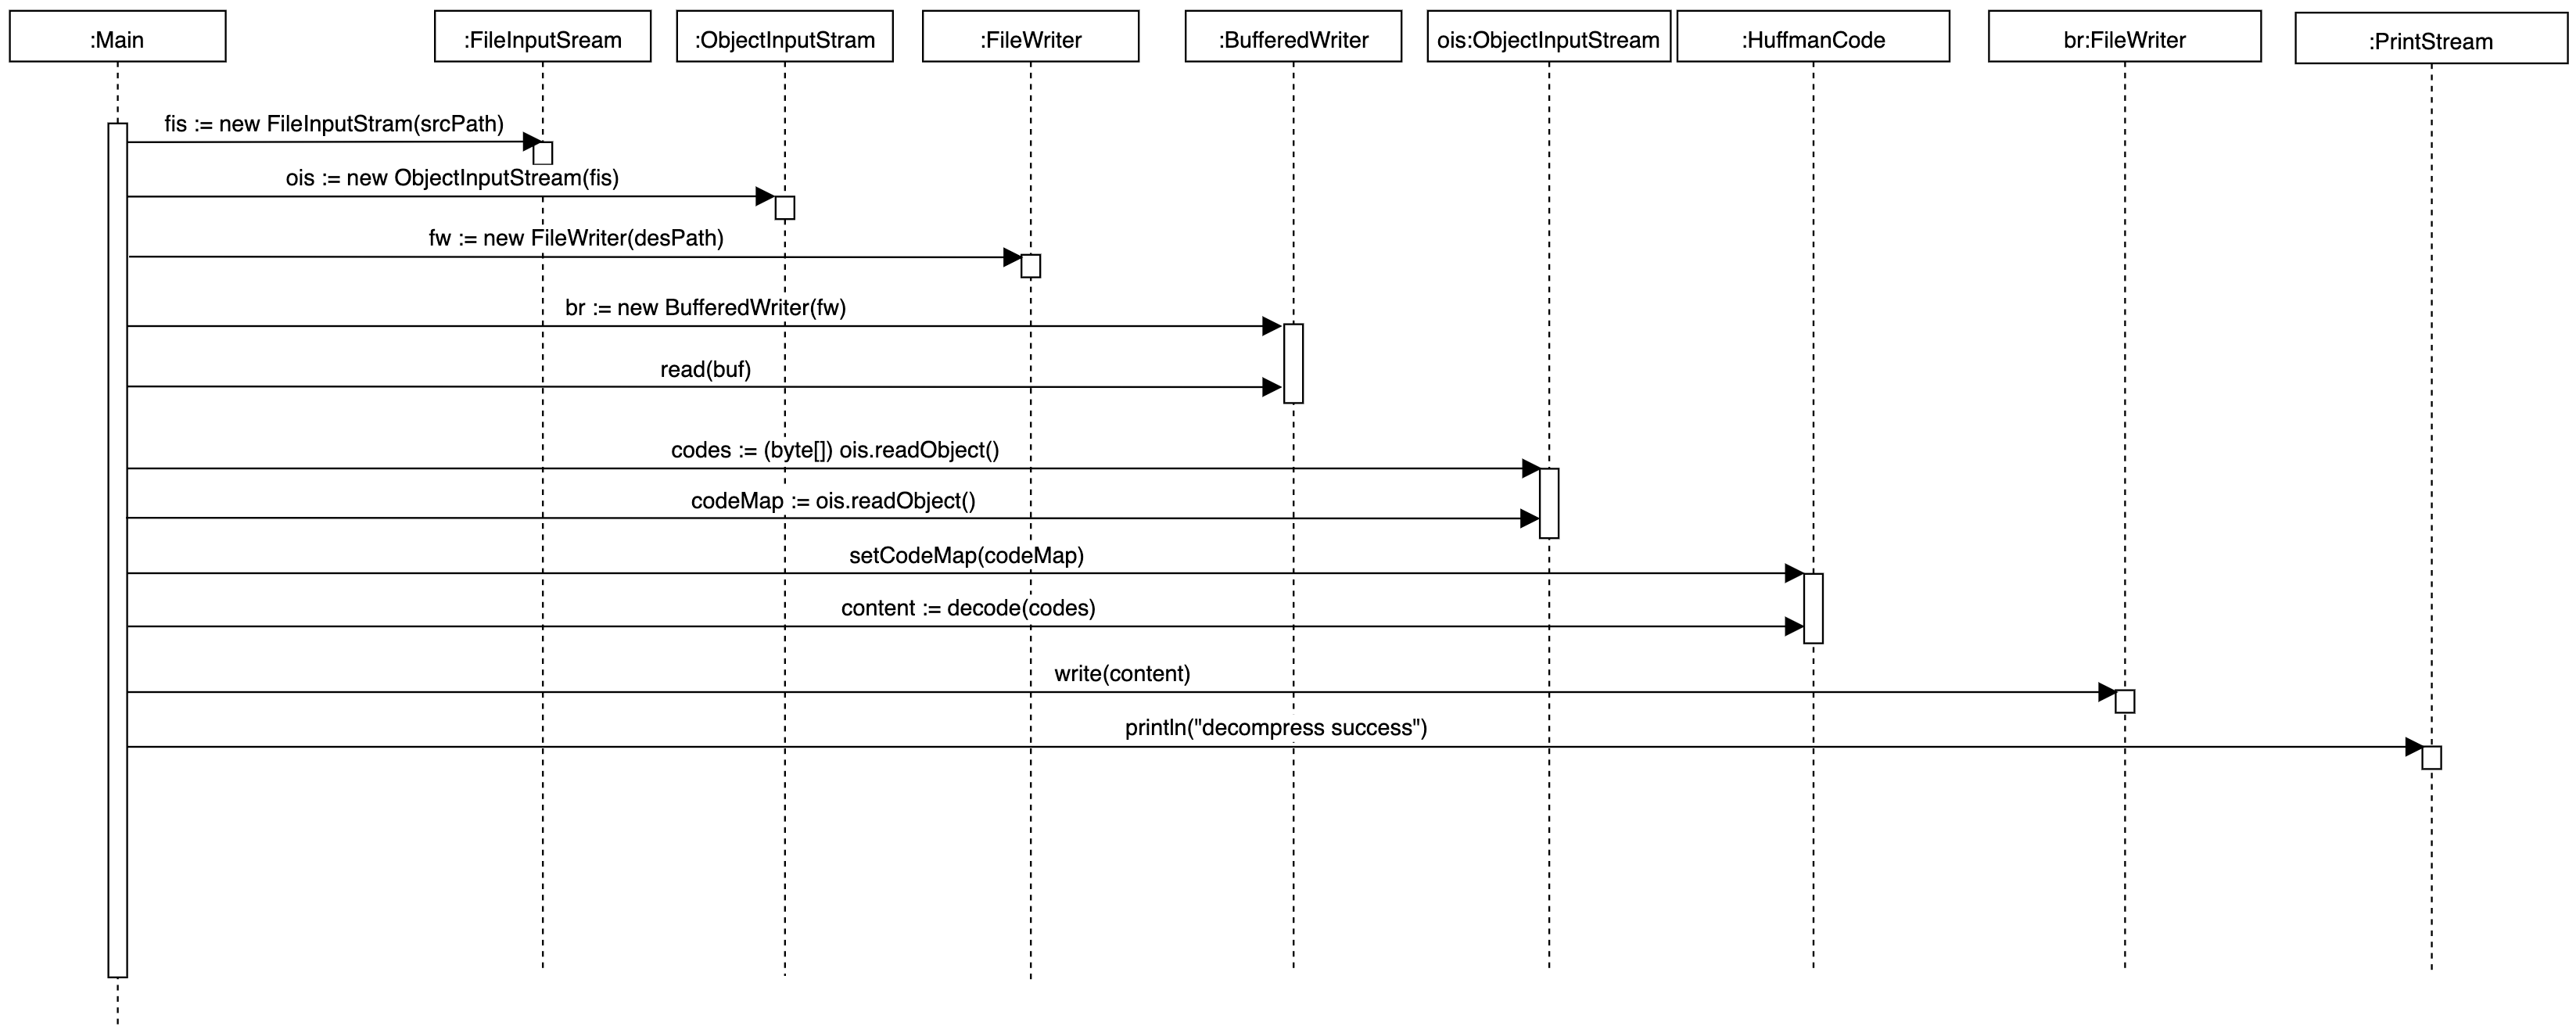 :Main
:FileInputSream
:ObjectInputStram
:FileWriter
:BufferedWriter
ois:ObjectInputStream
:HuffmanCode
br:FileWriter
:PrintStream
fis := new FileInputStram(srcPath)
ois := new ObjectInputStream(fis)
fw := new FileWriter(desPath)
br := new BufferedWriter(fw)
read(buf)
codes := (byte[]) ois.readObject()
codeMap := ois.readObject()
setCodeMap(codeMap)
content := decode(codes)
write(content)
println("decompress success")